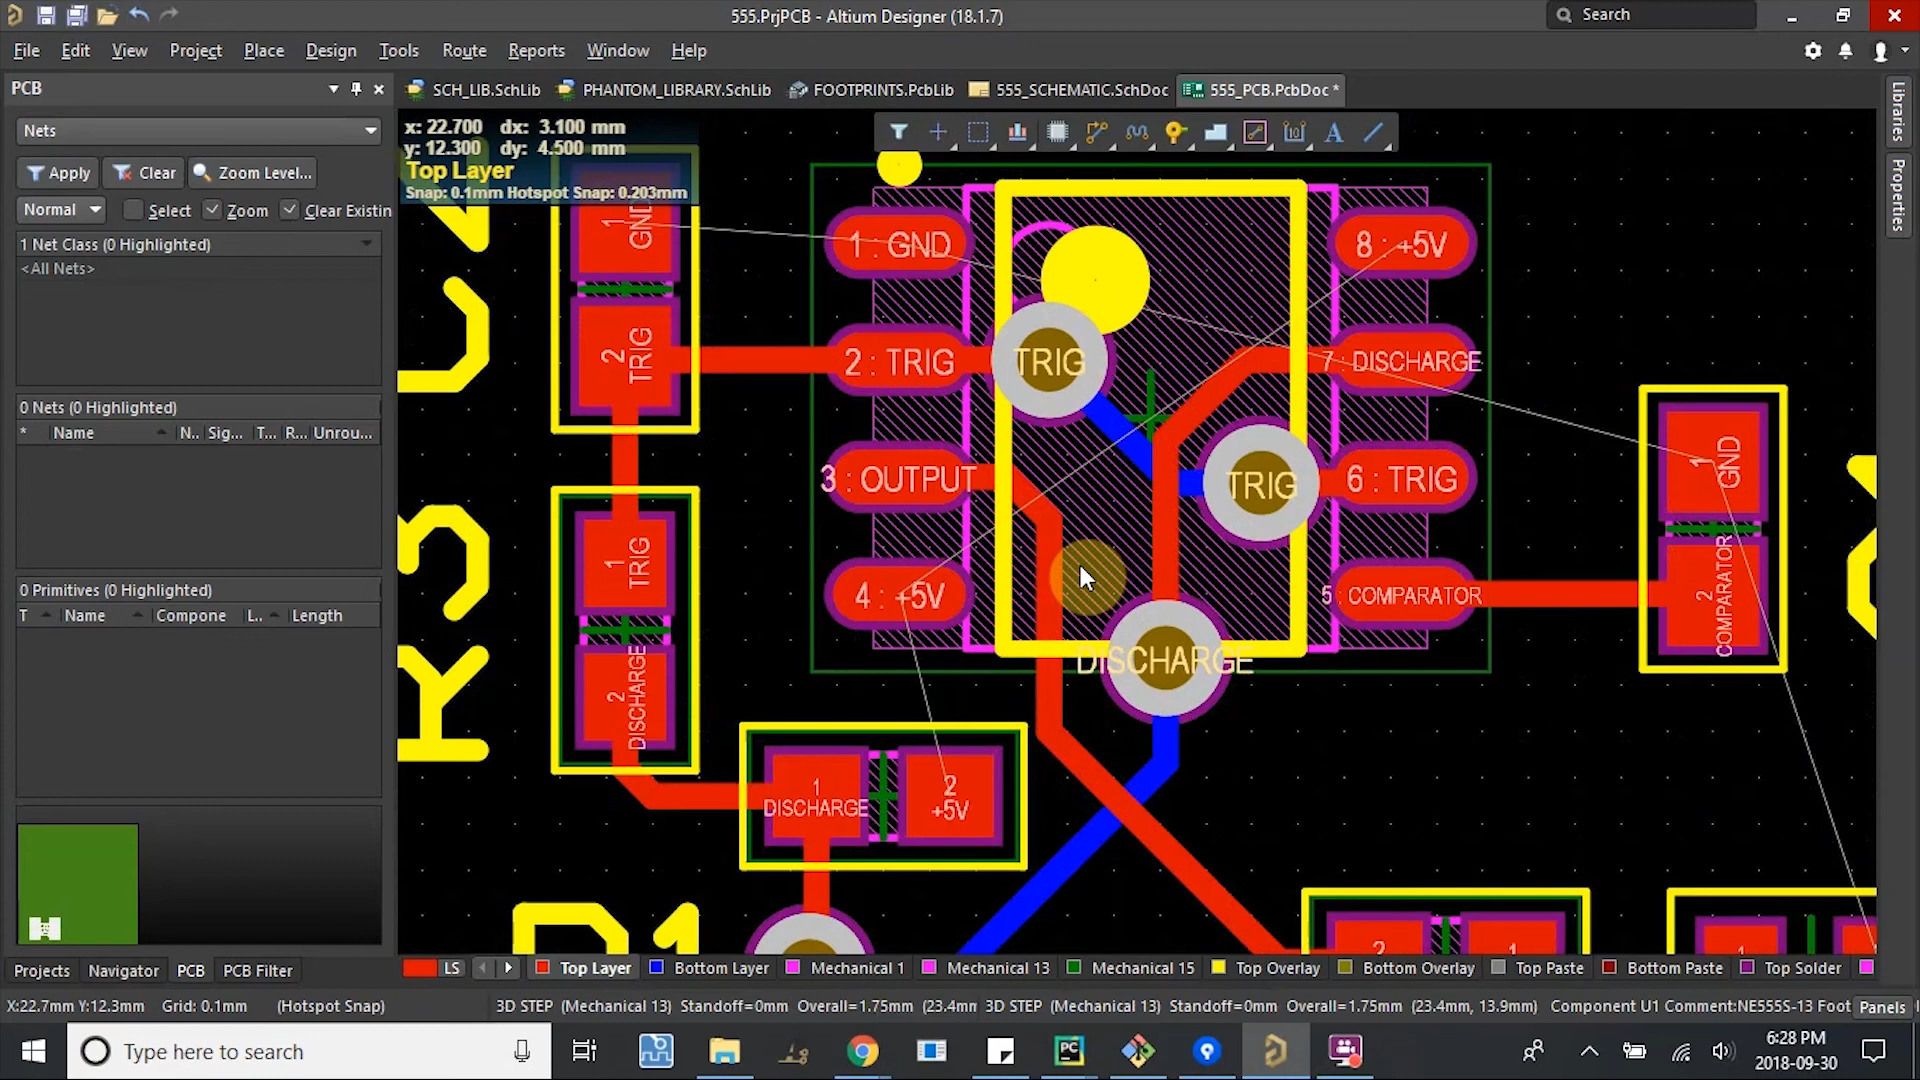 555.PrjPCB - Altium Designer (18.1.7)
Search
File Edit View Project Place Design Tools Route Reports Window Help
PCB
SCH_LIB.SchLib PHANTOM_LIBRARY.SchLib FOOTPRINTS.PcbLib 555_SCHEMATIC.SchDoc 555_PCB.PcbDoc *
Nets
Apply Clear Zoom Level...
Normal Select Zoom Clear Existin
1 Net Class (0 Highlighted)
<All Nets>
0 Nets (0 Highlighted)
* Name N.. Sig... T... R... Unrou...
0 Primitives (0 Highlighted)
T Name Compone L.. Length
x: 22.700 dx: 3.100 mm
y: 12.300 dy: 4.500 mm
Top Layer
Snap: 0.1mm Hotspot Snap: 0.203mm
Libraries
Properties
1 GND
2 TRIG
R3
1 TRIG
2 DISCHARGE
1 : GND
2 : TRIG
3 : OUTPUT
4 : +5V
8 : +5V
7 : DISCHARGE
6 : TRIG
5 : COMPARATOR
TRIG
TRIG
DISCHARGE
1 GND
2 COMPARATOR
1 DISCHARGE
2 +5V
2
1
1
Projects Navigator PCB PCB Filter
LS Top Layer Bottom Layer Mechanical 1 Mechanical 13 Mechanical 15 Top Overlay Bottom Overlay Top Paste Bottom Paste Top Solder
X:22.7mm Y:12.3mm Grid: 0.1mm (Hotspot Snap) 3D STEP (Mechanical 13) Standoff=0mm Overall=1.75mm (23.4mm 3D STEP (Mechanical 13) Standoff=0mm Overall=1.75mm (23.4mm, 13.9mm) Component U1 Comment:NE555S-13 Foot Panels
Type here to search
6:28 PM
2018-09-30